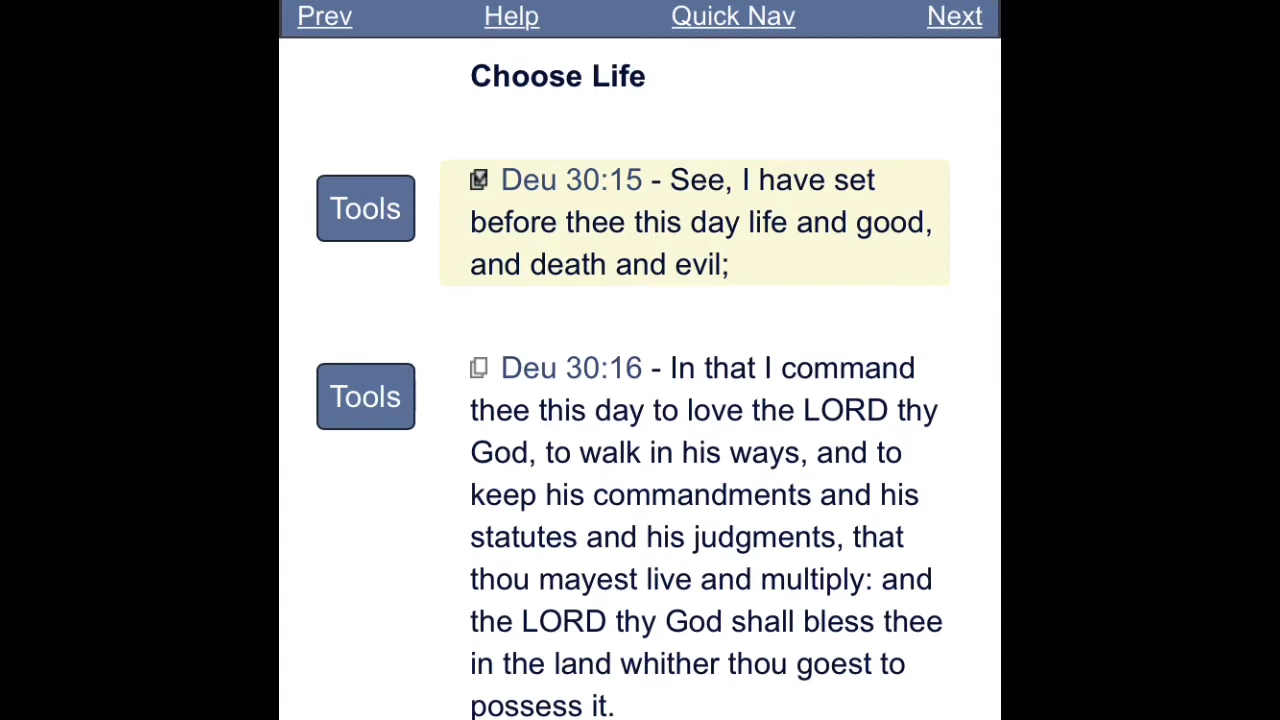 Prev Help Quick Nav Next
Choose Life
Tools
Deu 30:15 - See, I have set
before thee this day life and good,
and death and evil;
Tools
Deu 30:16 - In that I command
thee this day to love the LORD thy
God, to walk in his ways, and to
keep his commandments and his
statutes and his judgments, that
thou mayest live and multiply: and
the LORD thy God shall bless thee
in the land whither thou goest to
possess it.